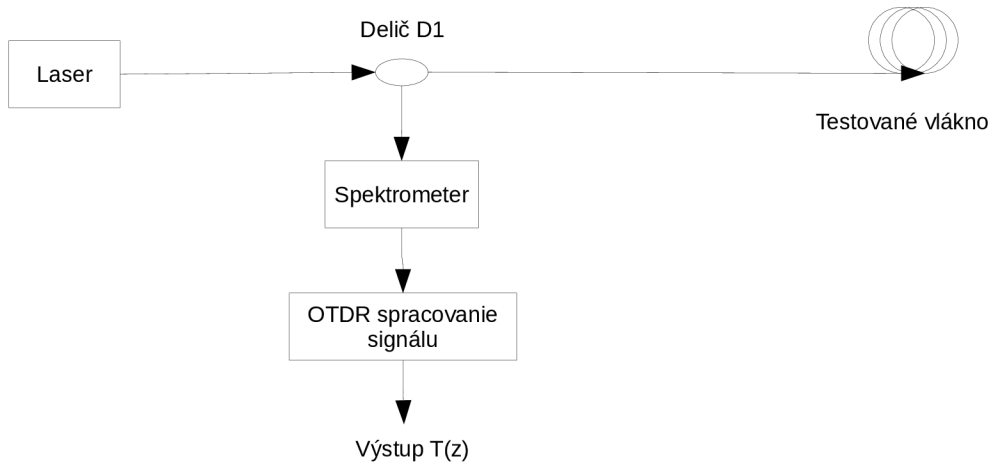 Delič D1
Laser
Testované vlákno
Spektrometer
OTDR spracovanie
signálu
Výstup T(z)